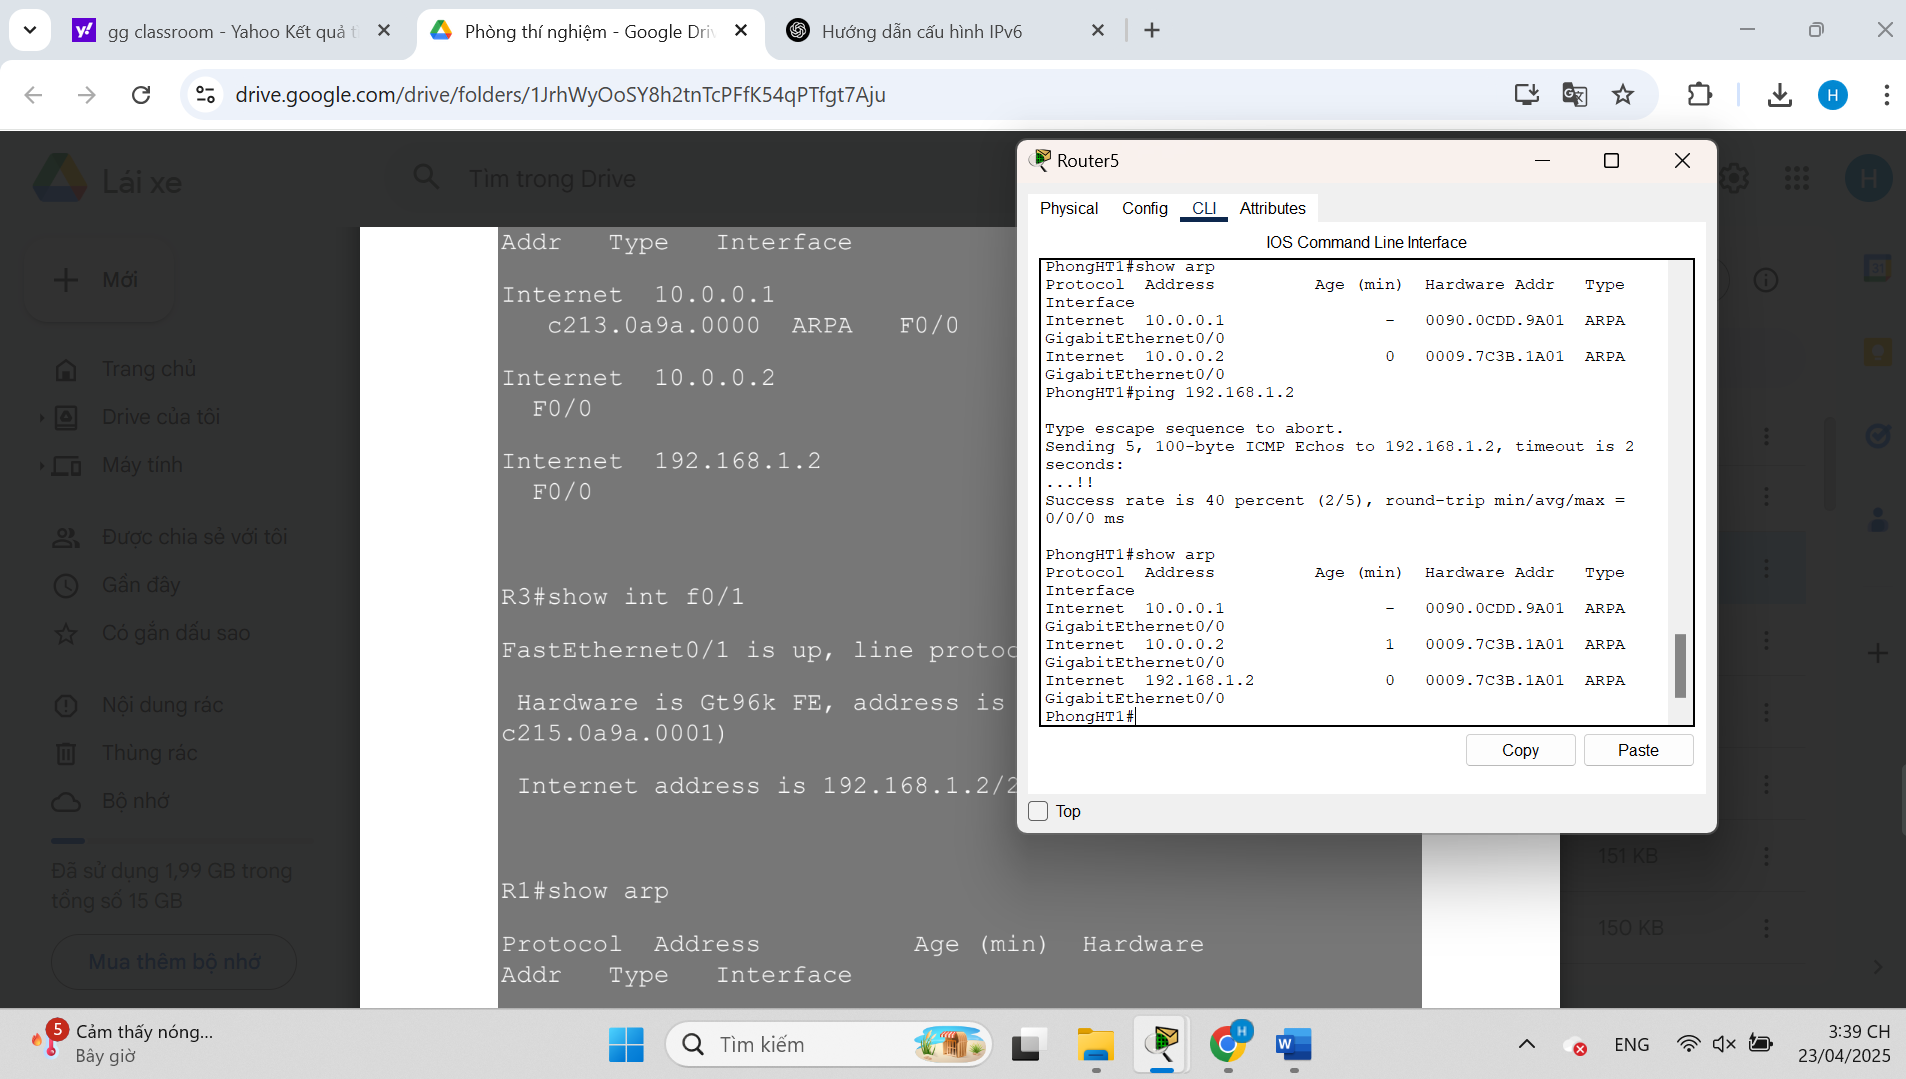 gg classroom - Yahoo Kết quả t
Phòng thí nghiệm - Google Driv
Hướng dẫn cấu hình IPv6
drive.google.com/drive/folders/1JrhWyOoSY8h2tnTcPFfK54qPTfgt7Aju
H
Lái xe
Tìm trong Drive
H
Mới
Trang chủ
Drive của tôi
Máy tính
Được chia sẻ với tôi
Gần đây
Có gắn dấu sao
Nội dung rác
Thùng rác
Bộ nhớ
Đã sử dụng 1,99 GB trong
tổng số 15 GB
Mua thêm bộ nhớ
Addr   Type   Interface
Internet  10.0.0.1
c213.0a9a.0000  ARPA   F0/0
Internet  10.0.0.2
F0/0
Internet  192.168.1.2
F0/0
R3#show int f0/1
FastEthernet0/1 is up, line protoc
Hardware is Gt96k FE, address is
c215.0a9a.0001)
Internet address is 192.168.1.2/2
R1#show arp
Protocol  Address          Age (min)  Hardware
Addr   Type   Interface
Router5
Physical
Config
CLI
Attributes
IOS Command Line Interface
PhongHT1#show arp
Protocol  Address          Age (min)  Hardware Addr   Type
Interface
Internet  10.0.0.1                -   0090.0CDD.9A01  ARPA
GigabitEthernet0/0
Internet  10.0.0.2                0   0009.7C3B.1A01  ARPA
GigabitEthernet0/0
PhongHT1#ping 192.168.1.2
Type escape sequence to abort.
Sending 5, 100-byte ICMP Echos to 192.168.1.2, timeout is 2
seconds:
...!!
Success rate is 40 percent (2/5), round-trip min/avg/max =
0/0/0 ms
PhongHT1#show arp
Protocol  Address          Age (min)  Hardware Addr   Type
Interface
Internet  10.0.0.1                -   0090.0CDD.9A01  ARPA
GigabitEthernet0/0
Internet  10.0.0.2                1   0009.7C3B.1A01  ARPA
GigabitEthernet0/0
Internet  192.168.1.2             0   0009.7C3B.1A01  ARPA
GigabitEthernet0/0
PhongHT1#
Copy
Paste
Top
31
151 KB
150 KB
5
Cảm thấy nóng...
Bây giờ
Tìm kiếm
H
W
ENG
3:39 CH
23/04/2025